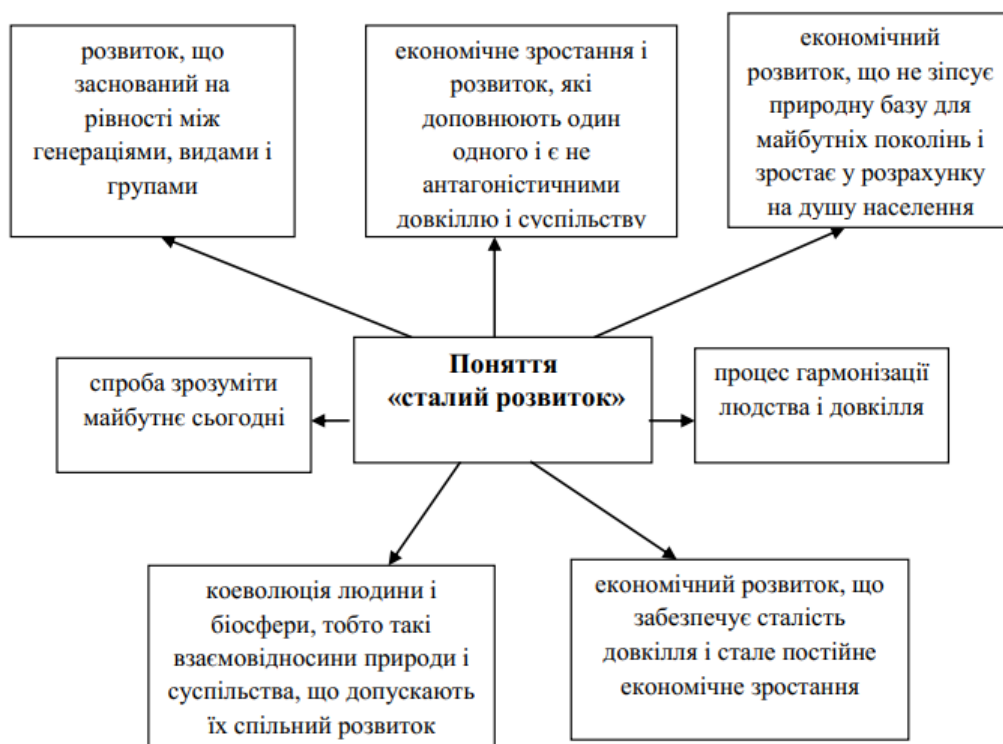 розвиток, що
заснований на
рівності між
генераціями, видами і
групами
економічне зростання і
розвиток, які
доповнюють один
одного і є не
антагоністичними
довкіллю і суспільству
економічний
розвиток, що не зіпсує
природну базу для
майбутніх поколінь і
зростає у розрахунку
на душу населення
спроба зрозуміти
майбутнє сьогодні
Поняття
«сталий розвиток»
процес гармонізації
людства і довкілля
коеволюція людини і
біосфери, тобто такі
взаємовідносини природи і
суспільства, що допускають
їх спільний розвиток
економічний розвиток, що
забезпечує сталість
довкілля і стале постійне
економічне зростання